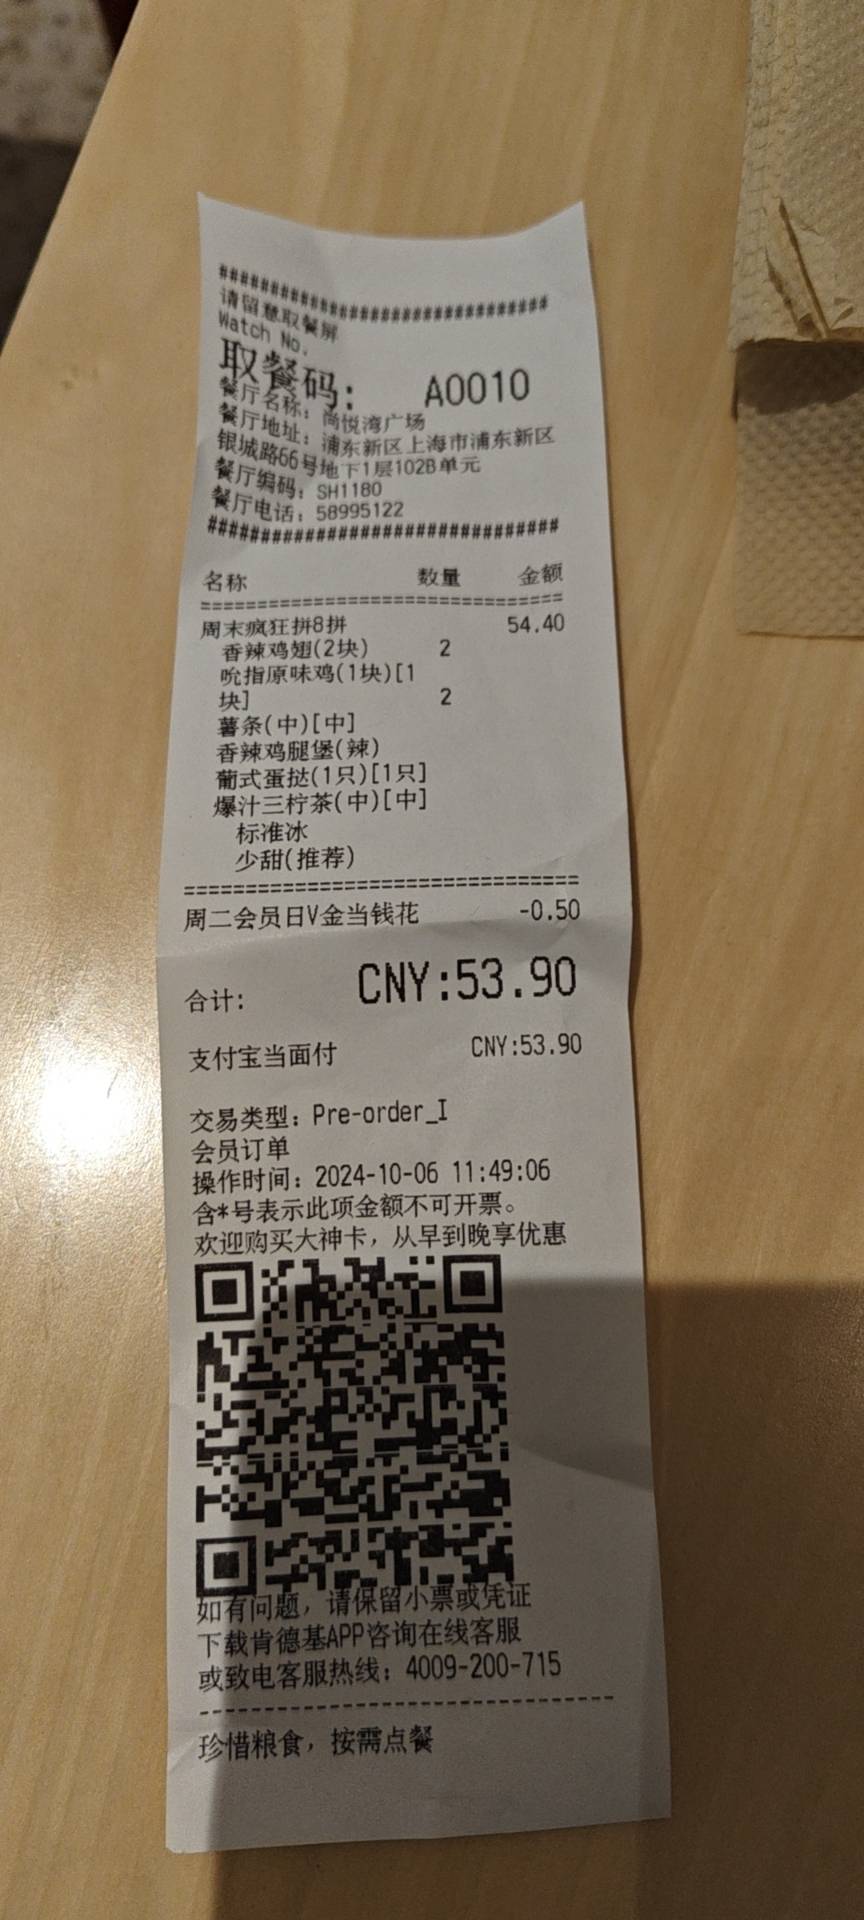 ################################
请留意取餐屏
Watch No.
取餐码: A0010
餐厅名称: 尚悦湾广场
餐厅地址: 浦东新区上海市浦东新区
银城路66号地下1层102B单元
餐厅编码: SH1180
餐厅电话: 58995122
################################
名称 数量 金额
================================
周末疯狂拼8拼 54.40
香辣鸡翅(2块) 2
吮指原味鸡(1块)[1
块] 2
薯条(中)[中]
香辣鸡腿堡(辣)
葡式蛋挞(1只)[1只]
爆汁三柠茶(中)[中]
标准冰
少甜(推荐)
================================
周二会员日V金当钱花 -0.50
合计: CNY:53.90
支付宝当面付 CNY:53.90
交易类型: Pre-order_I
会员订单
操作时间: 2024-10-06 11:49:06
含*号表示此项金额不可开票。
欢迎购买大神卡, 从早到晚享优惠
如有问题, 请保留小票或凭证
下载肯德基APP咨询在线客服
或致电客服热线: 4009-200-715
--------------------------------
珍惜粮食, 按需点餐